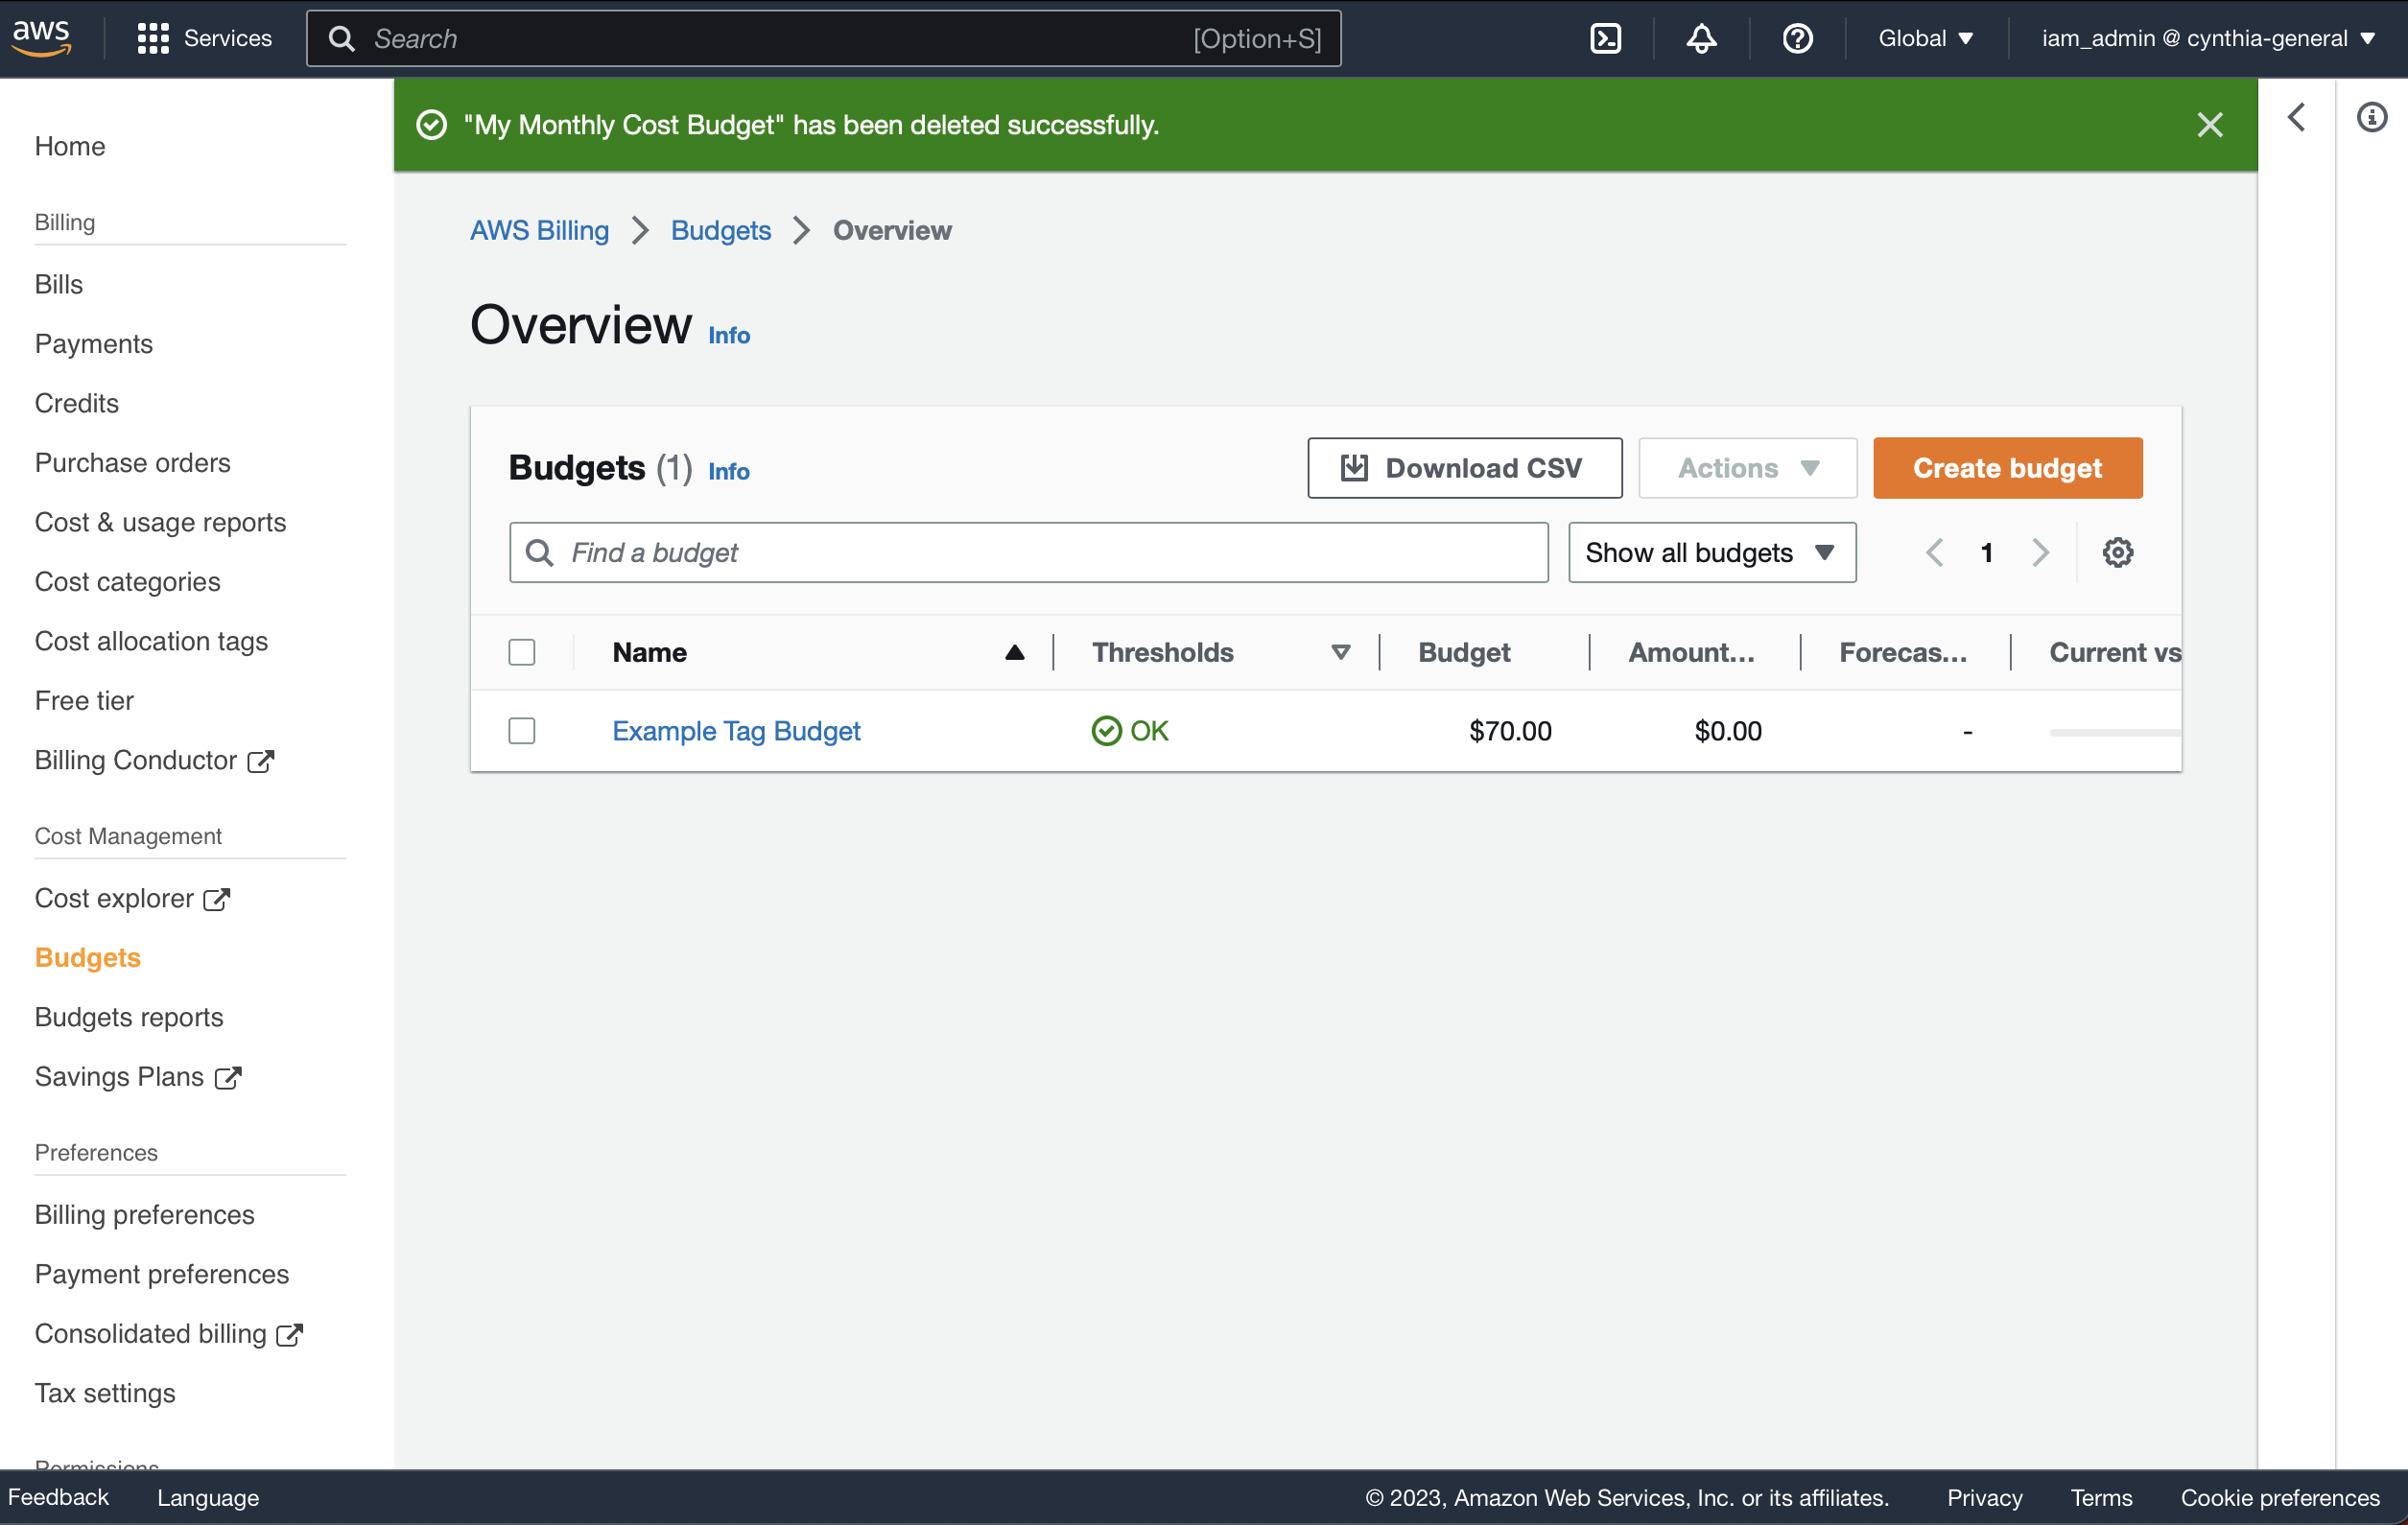 aws Services Search [Option+S] Global iam_admin @ cynthia-general
"My Monthly Cost Budget" has been deleted successfully.
Home
Billing
Bills
Payments
Credits
Purchase orders
Cost & usage reports
Cost categories
Cost allocation tags
Free tier
Billing Conductor
Cost Management
Cost explorer
Budgets
Budgets reports
Savings Plans
Preferences
Billing preferences
Payment preferences
Consolidated billing
Tax settings
Permissions
AWS Billing Budgets Overview
Overview Info
Budgets (1) Info Download CSV Actions Create budget
Find a budget Show all budgets 1
Name Thresholds Budget Amount... Forecas... Current vs
Example Tag Budget OK $70.00 $0.00 -
Feedback Language © 2023, Amazon Web Services, Inc. or its affiliates. Privacy Terms Cookie preferences